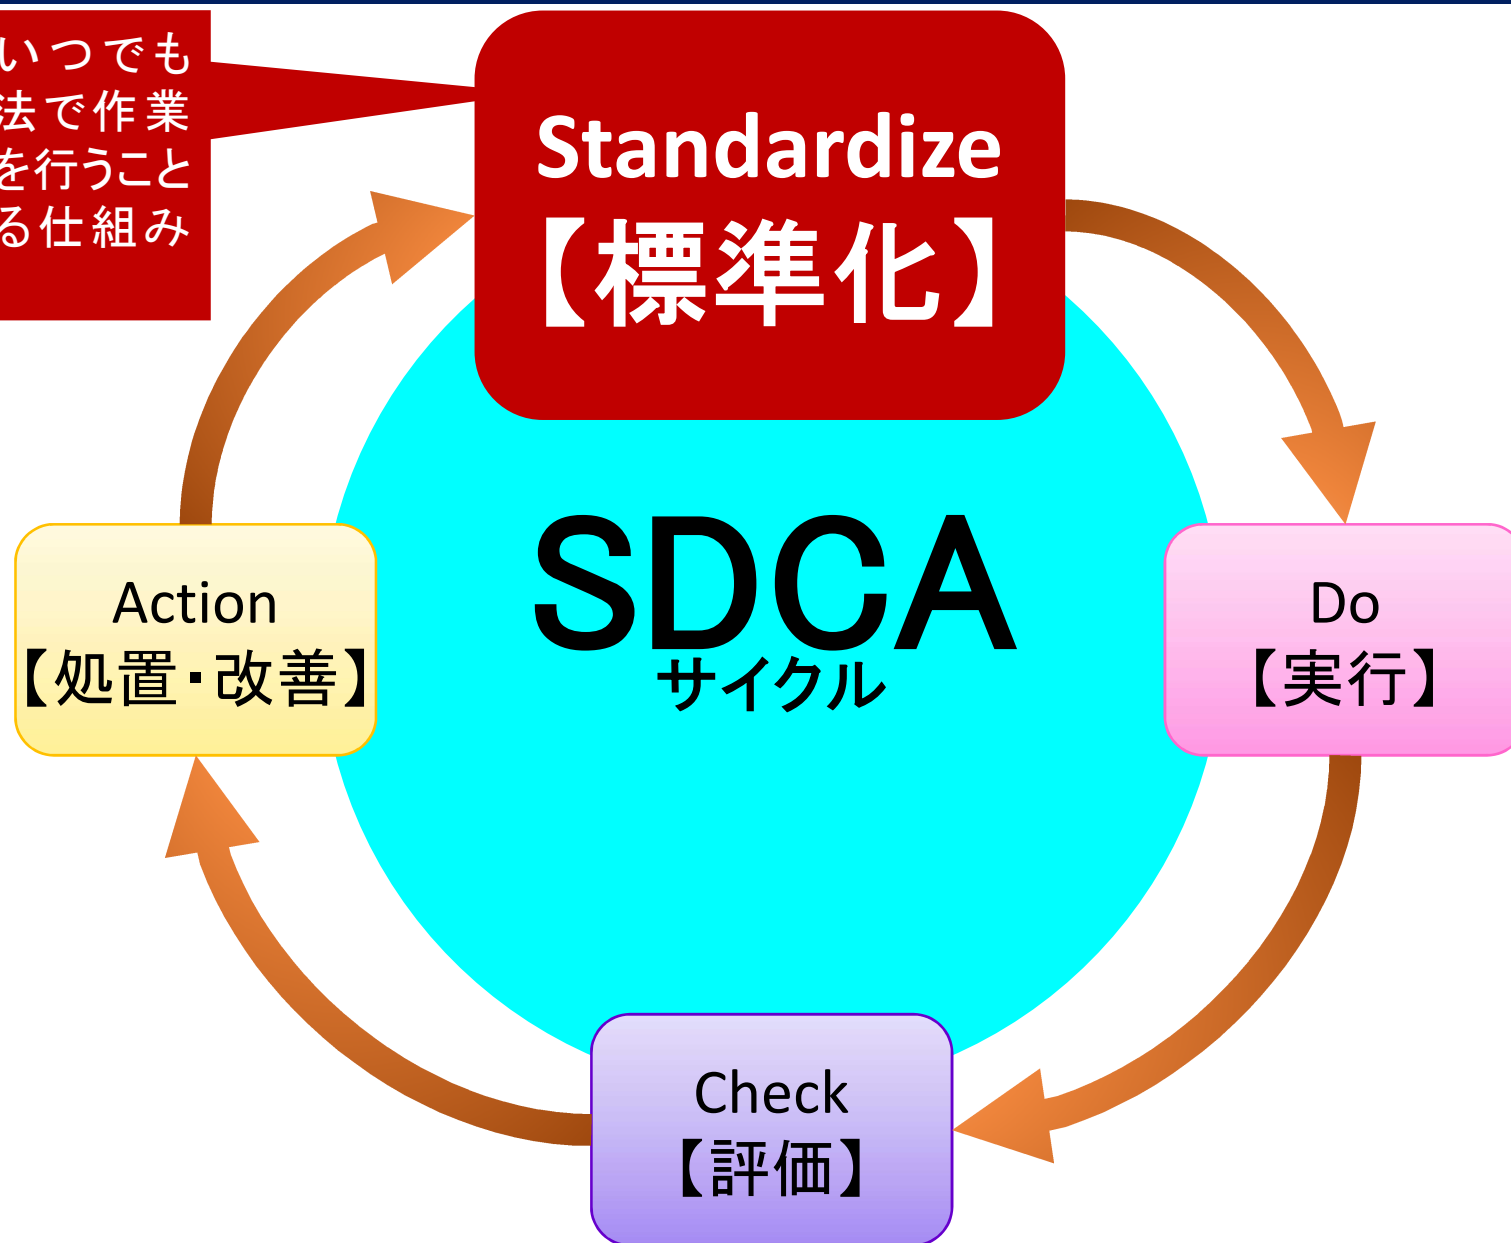 いつでも
法で作業
を行うこと
る仕組み
Standardize
【標準化】
SDCA
サイクル
Action
【処置・改善】
Do
【実行】
Check
【評価】